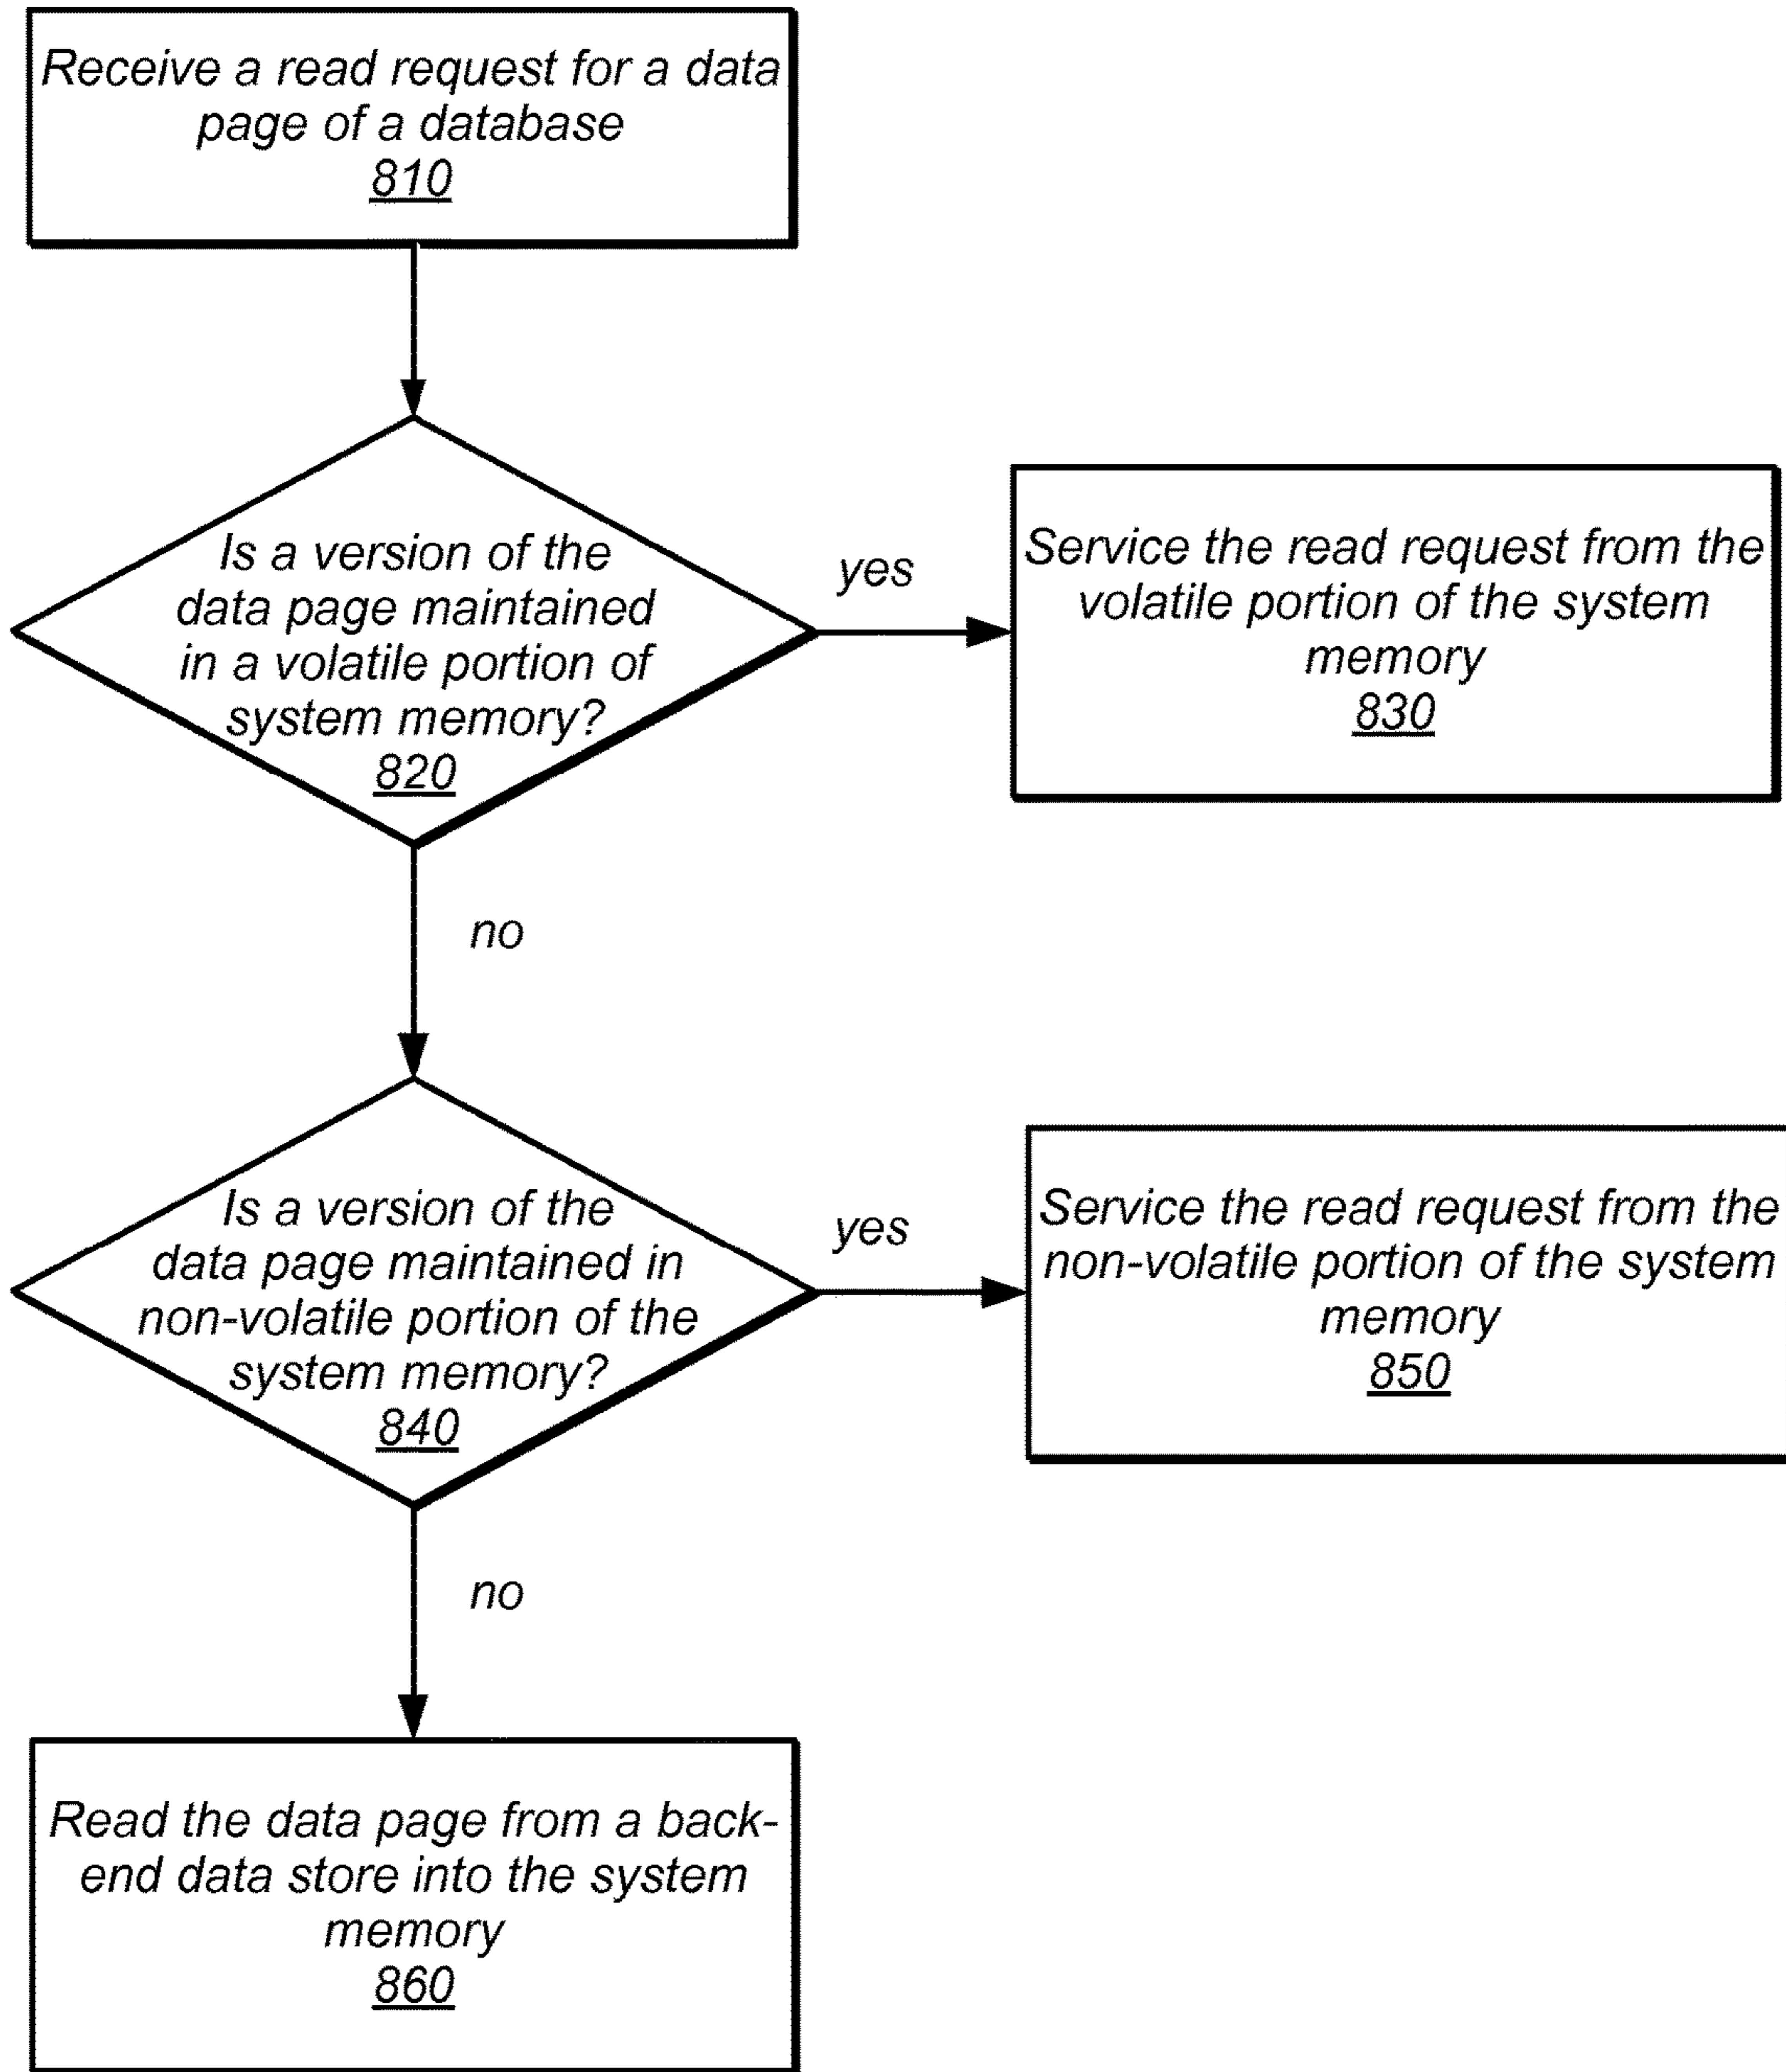 Receive a read request for a data
page of a database
810
Is a version of the
data page maintained
in a volatile portion of
system memory?
820
yes
Service the read request from the
volatile portion of the system
memory
830
no
Is a version of the
data page maintained in
non-volatile portion of the
system memory?
840
yes
Service the read request from the
non-volatile portion of the system
memory
850
no
Read the data page from a back-
end data store into the system
memory
860